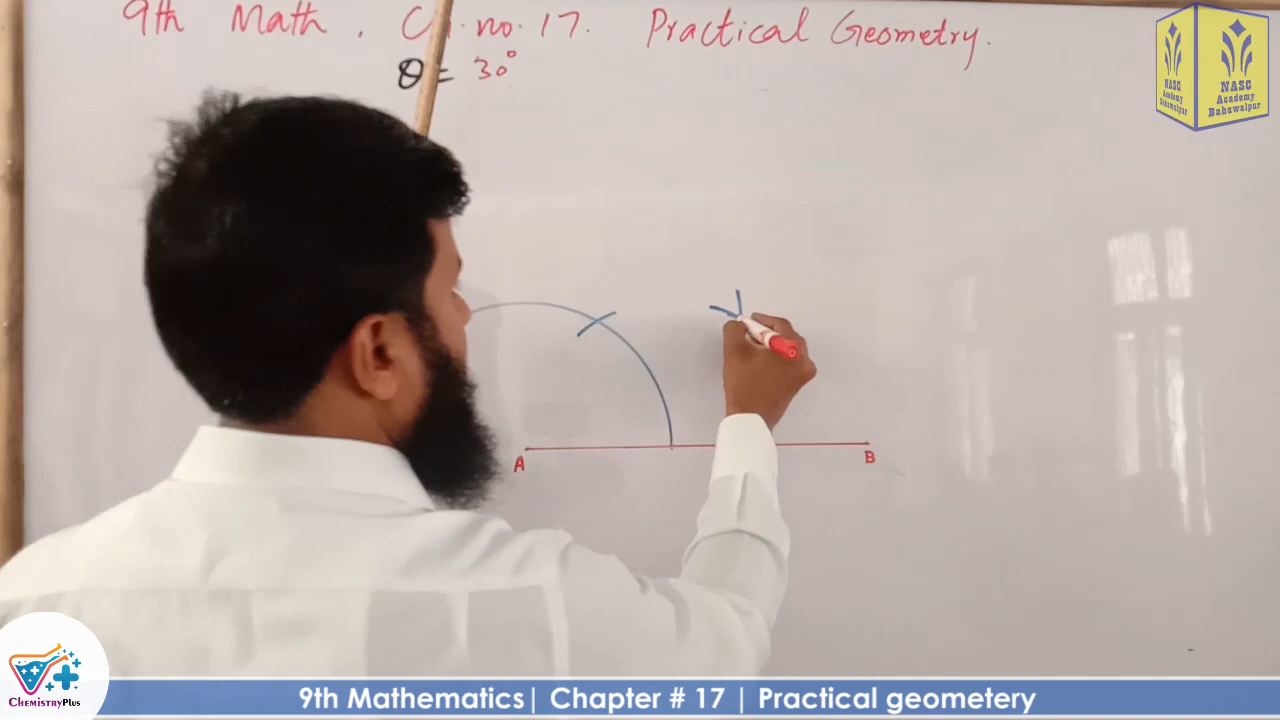 9th Math. Ch. no. 17. Practical Geometry.
θ = 30°
NASC
Academy
Bahawalpur
NASC
Academy
Bahawalpur
A
B
ChemistryPlus
9th Mathematics| Chapter # 17 | Practical geometery